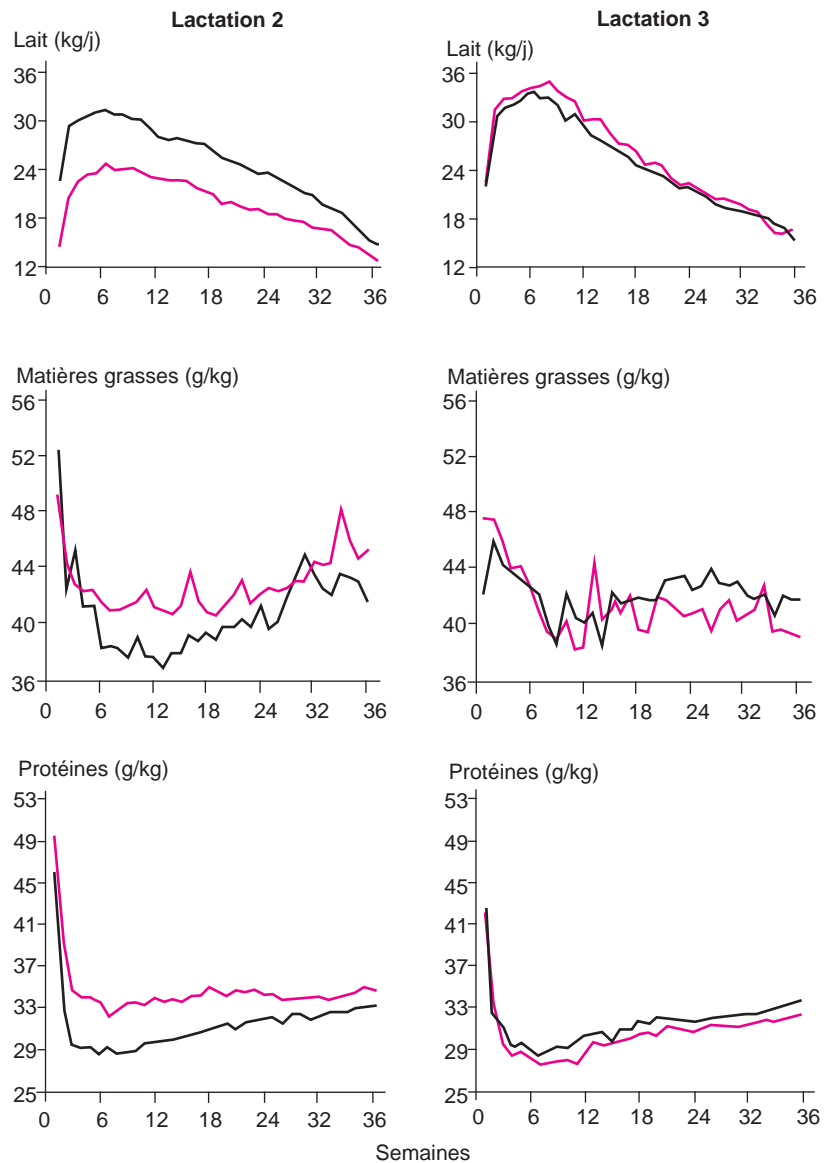 Lactation 2
Lait (kg/j)
36
30
24
18
12
0 6 12 18 24 32 36
Lactation 3
Lait (kg/j)
36
30
24
18
12
0 6 12 18 24 32 36
Matières grasses (g/kg)
56
52
48
44
40
36
0 6 12 18 24 32 36
Matières grasses (g/kg)
56
52
48
44
40
36
0 6 12 18 24 32 36
Protéines (g/kg)
53
49
45
41
37
33
29
25
0 6 12 18 24 32 36
Protéines (g/kg)
53
49
45
41
37
33
29
25
0 6 12 18 24 32 36
Semaines